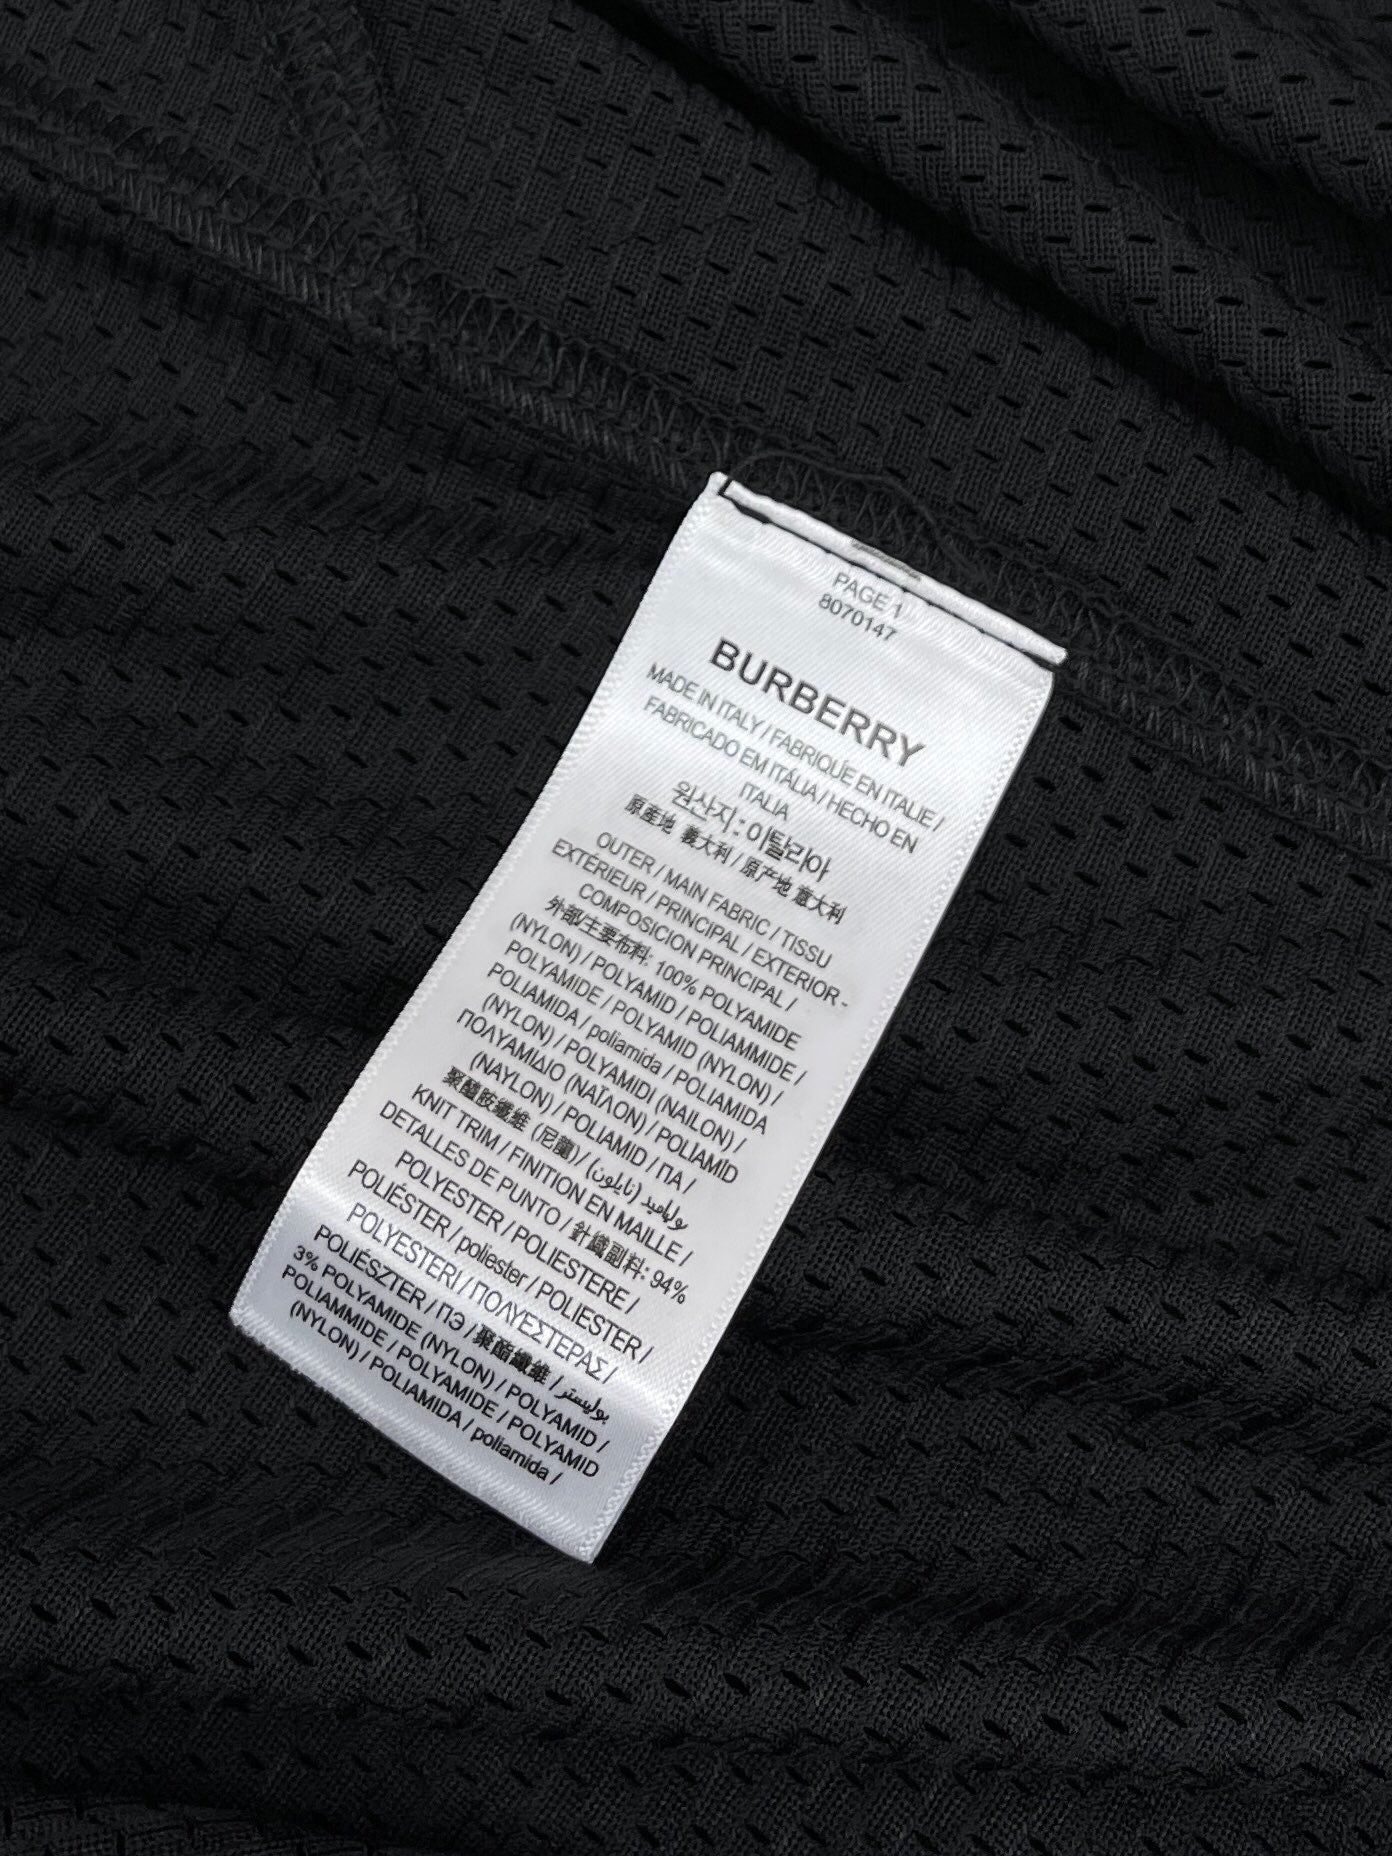 PAGE 1
8070147
BURBERRY
MADE IN ITALY / FABRIQUÉ EN ITALIE /
FABRICADO EM ITÁLIA / HECHO EN
ITALIA
원산지 : 이탈리아
原產地 義大利 / 原产地 意大利
OUTER / MAIN FABRIC / TISSU
EXTÉRIEUR / PRINCIPAL / EXTERIOR -
COMPOSICION PRINCIPAL /
外部/主要布料: 100% POLYAMIDE
(NYLON) / POLYAMID / POLIAMMIDE /
POLYAMIDE / POLYAMID (NYLON) /
POLIAMIDA / poliamida / POLIAMIDA
(NYLON) / POLYAMIDI (NAILON) /
ΠΟΛΥΑΜΙΔΙΟ (ΝΑΪΛΟΝ) / POLIAMİD
(NAYLON) / POLIAMID / ПА /
聚醯胺纖維 (尼龍) / بولياميد (نايلون)
KNIT TRIM / FINITION EN MAILLE /
DETALLES DE PUNTO / 針織副料: 94%
POLYESTER / POLIESTERE /
POLIÉSTER / poliester / POLIESTER /
POLYESTERI / ΠΟΛΥΕΣΤΕΡΑΣ /
POLIÉSZTER / ПЭ / 聚酯纖維 / بوليستر
3% POLYAMIDE (NYLON) / POLYAMID /
POLIAMMIDE / POLYAMIDE / POLYAMID
(NYLON) / POLIAMIDA / poliamida /